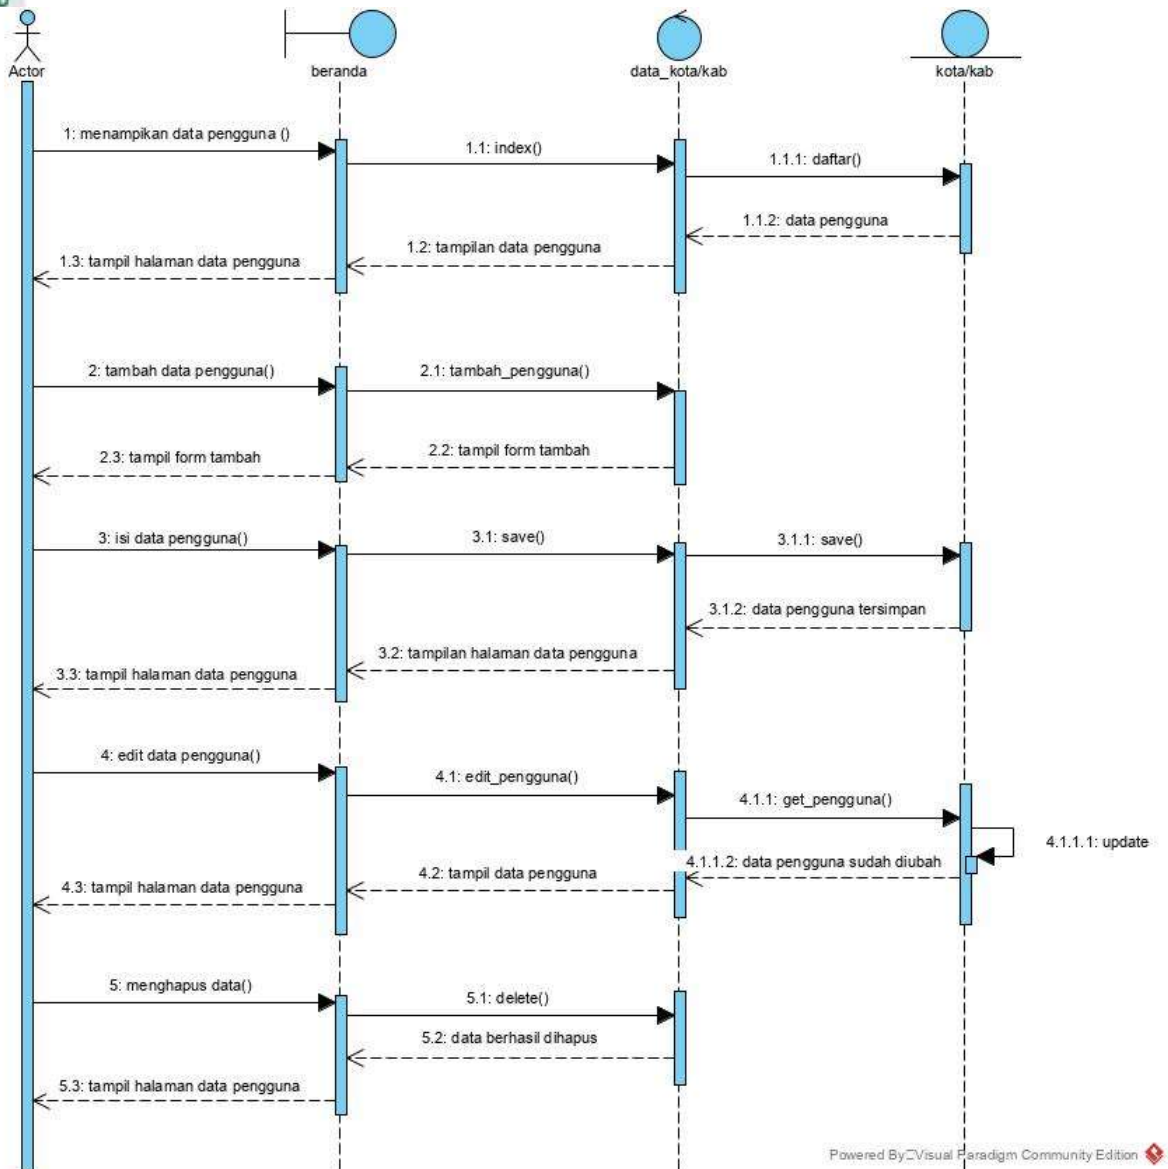 Actor
beranda
data_kota/kab
kota/kab
1: menampikan data pengguna ()
1.1: index()
1.1.1: daftar()
1.1.2: data pengguna
1.2: tampilan data pengguna
1.3: tampil halaman data pengguna
2: tambah data pengguna()
2.1: tambah_pengguna()
2.2: tampil form tambah
2.3: tampil form tambah
3: isi data pengguna()
3.1: save()
3.1.1: save()
3.1.2: data pengguna tersimpan
3.2: tampilan halaman data pengguna
3.3: tampil halaman data pengguna
4: edit data pengguna()
4.1: edit_pengguna()
4.1.1: get_pengguna()
4.1.1.1: update
4.1.1.2: data pengguna sudah diubah
4.2: tampil data pengguna
4.3: tampil halaman data pengguna
5: menghapus data()
5.1: delete()
5.2: data berhasil dihapus
5.3: tampil halaman data pengguna
Powered By Visual Paradigm Community Edition